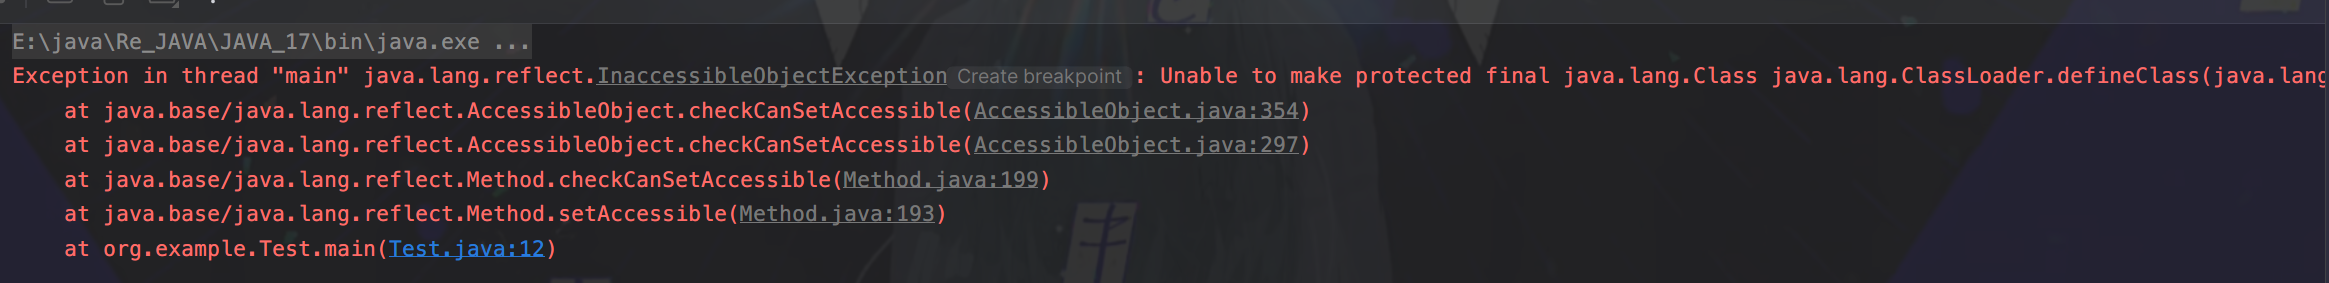 E:\java\Re_JAVA\JAVA_17\bin\java.exe ...
Exception in thread "main" java.lang.reflect.InaccessibleObjectException Create breakpoint : Unable to make protected final java.lang.Class java.lang.ClassLoader.defineClass(java.lang
    at java.base/java.lang.reflect.AccessibleObject.checkCanSetAccessible(AccessibleObject.java:354)
    at java.base/java.lang.reflect.AccessibleObject.checkCanSetAccessible(AccessibleObject.java:297)
    at java.base/java.lang.reflect.Method.checkCanSetAccessible(Method.java:199)
    at java.base/java.lang.reflect.Method.setAccessible(Method.java:193)
    at org.example.Test.main(Test.java:12)